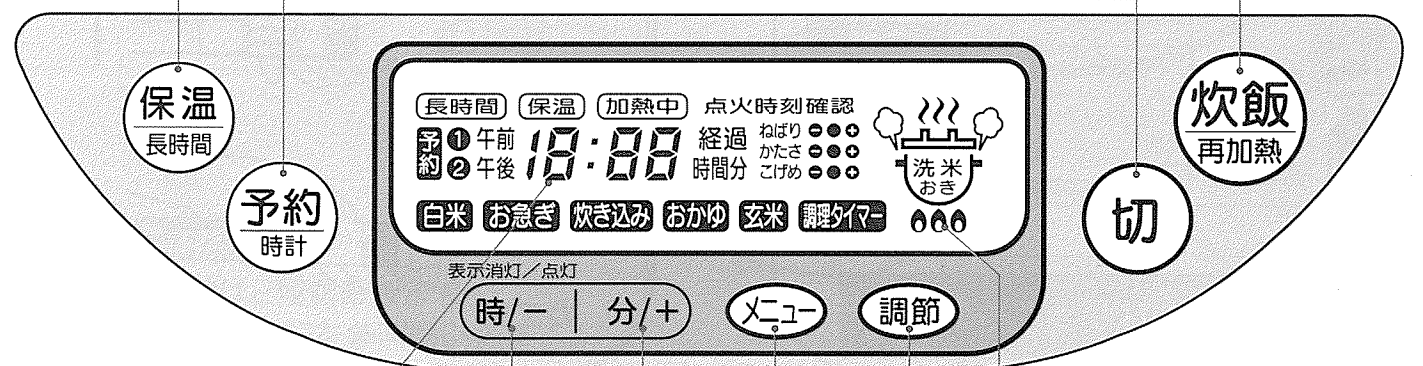 保温
長時間
予約
時計
長時間 保温 加熱中 点火時刻確認
予約 ❶ 午前 ❷ 午後 18:88 経過 時間分
ねばり ➖ ● ➕
かたさ ➖ ● ➕
こげめ ➖ ● ➕
洗米
おき
白米 お急ぎ 炊き込み おかゆ 玄米 調理タイマー
表示消灯/点灯
時/− 分/+ メニュー 調節
切
炊飯
再加熱